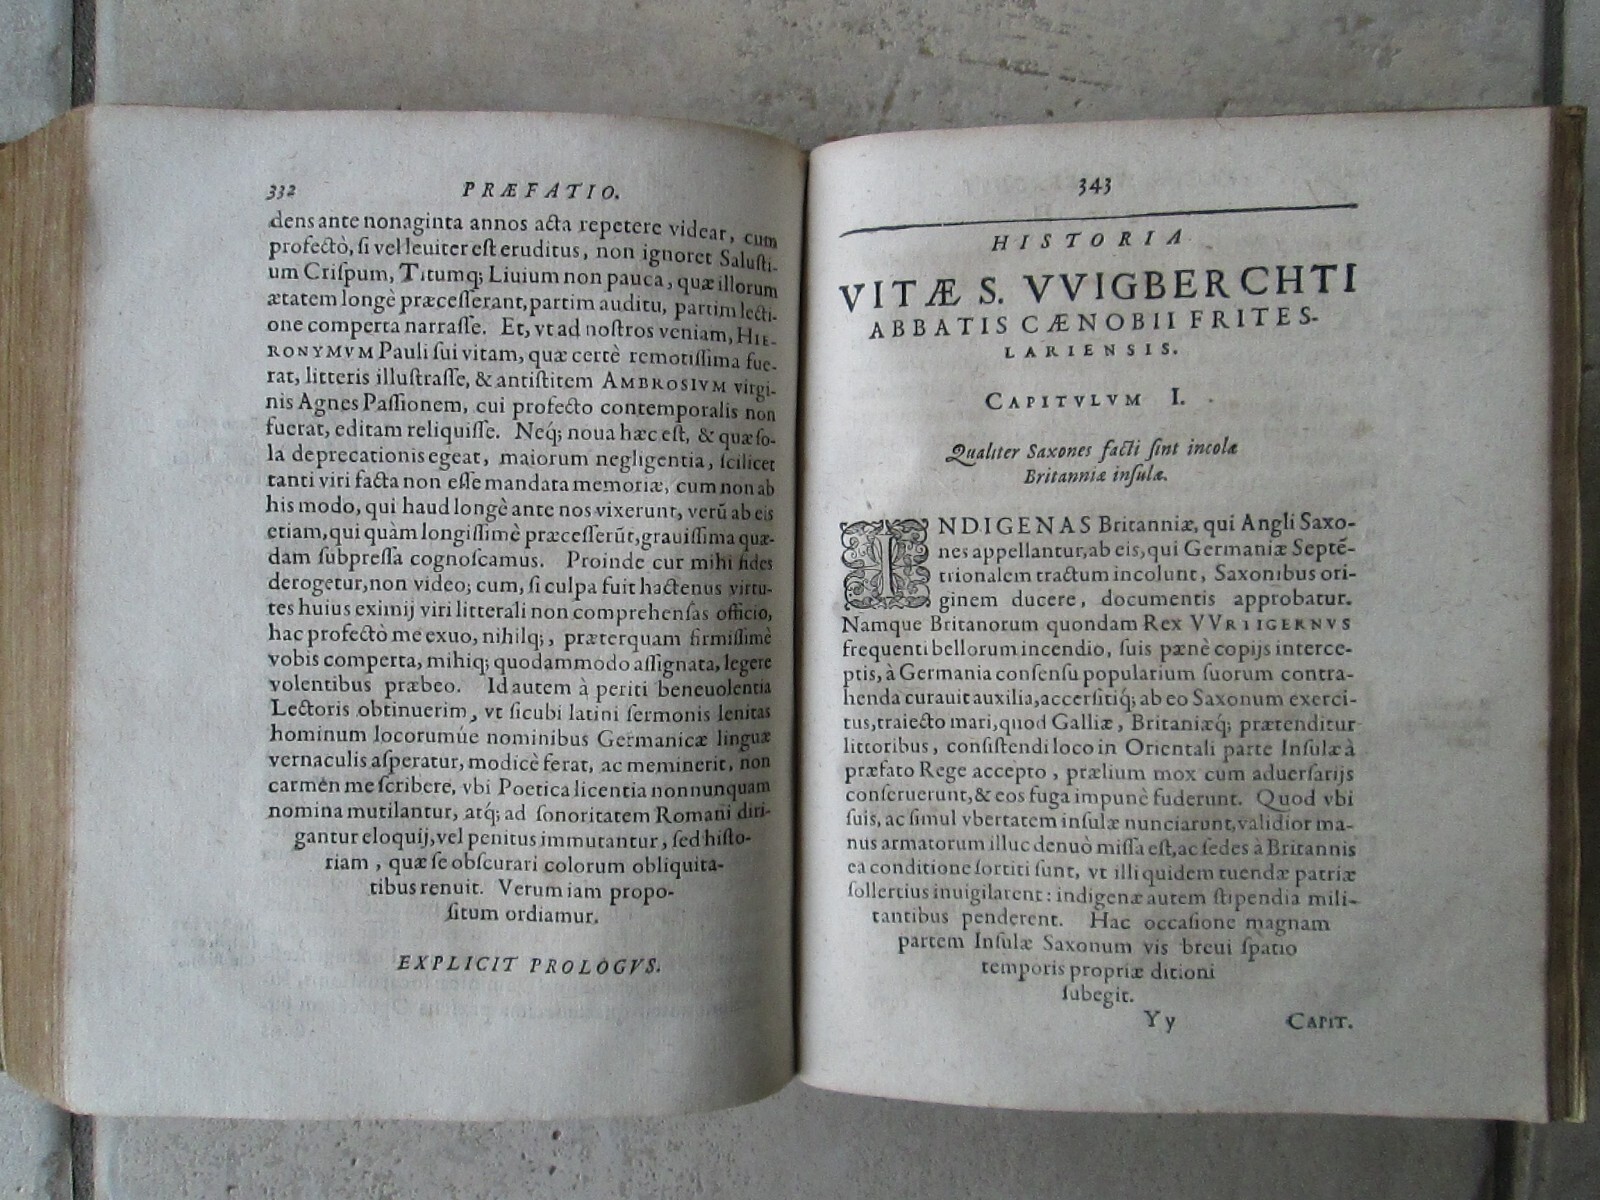 332 PRÆFATIO.
dens ante nonaginta annos acta repetere videar, cum
profectò, ſi vel leuiter eſt eruditus, non ignoret Saluſti-
um Criſpum, Titumq; Liuium non pauca, quæ illorum
ætatem longè præceſſerant, partim auditu, partim lecti-
one comperta narraſſe. Et, vt ad noſtros veniam, HIE-
RONYMVM Pauli ſui vitam, quæ certè remotiſſima fue-
rat, litteris illuſtraſſe, & antiſtitem AMBROSIVM virgi-
nis Agnes Paſſionem, cui profecto contemporalis non
fuerat, editam reliquiſſe. Neq́; noua hæc eſt, & quæ ſo-
la deprecationis egeat, maiorum negligentia, ſcilicet
tanti viri facta non eſſe mandata memoriæ, cum non ab
his modo, qui haud longè ante nos vixerunt, verũ ab eis
etiam, qui quàm longiſſimè præceſſerũt, grauiſſima quæ-
dam ſubpreſſa cognoſcamus. Proinde cur mihi fides
derogetur, non video; cum, ſi culpa fuit hactenus virtu-
tes huius eximij viri litterali non comprehenſas officio,
hac profectò me exuo, nihilq́;, præterquam firmiſſimè
vobis comperta, mihiq; quodammodo aſſignata, legere
volentibus præbeo. Id autem à periti beneuolentia
Lectoris obtinuerim, vt ſicubi latini ſermonis lenitas
hominum locorumúe nominibus Germanicæ linguæ
vernaculis aſperatur, modicè ferat, ac meminerit, non
carmen me ſcribere, vbi Poetica licentia nonnunquam
nomina mutilantur, atq́; ad ſonoritatem Romani diri-
gantur eloquij, vel penitus immutantur, ſed hiſto-
riam, quæ ſe obſcurari colorum obliquita-
tibus renuit. Verum iam propo-
ſitum ordiamur.
EXPLICIT PROLOGVS.
343
HISTORIA
VITÆ S. VVIGBERCHTI
ABBATIS CÆNOBII FRITES-
LARIENSIS.
CAPITVLVM I.
Qualiter Saxones facti ſint incolæ
Britanniæ inſulæ.
INDIGENAS Britanniæ, qui Angli Saxo-
nes appellantur, ab eis, qui Germaniæ Septẽ-
trionalem tractum incolunt, Saxonibus ori-
ginem ducere, documentis approbatur.
Namque Britanorum quondam Rex VVRTIGERNVS
frequenti bellorum incendio, ſuis pænè copijs interce-
ptis, à Germania conſenſu popularium ſuorum contra-
henda curauit auxilia, accerſitiq́; ab eo Saxonum exerci-
tus, traiecto mari, quod Galliæ, Britaniæq́; prætenditur
littoribus, conſiſtendi loco in Orientali parte Inſulæ à
præfato Rege accepto, prælium mox cum aduerſarijs
conſeruerunt, & eos fuga impunè fuderunt. Quod vbi
ſuis, ac ſimul vbertatem inſulæ nunciarunt, validior ma-
nus armatorum illuc denuò miſſa eſt, ac ſedes à Britannis
ea conditione ſortiti ſunt, vt illi quidem tuendæ patriæ
ſollertius inuigilarent: indigenæ autem ſtipendia mili-
tantibus penderent. Hac occaſione magnam
partem Inſulæ Saxonum vis breui ſpatio
temporis propriæ ditioni
ſubegit.
Yy CAPIT.